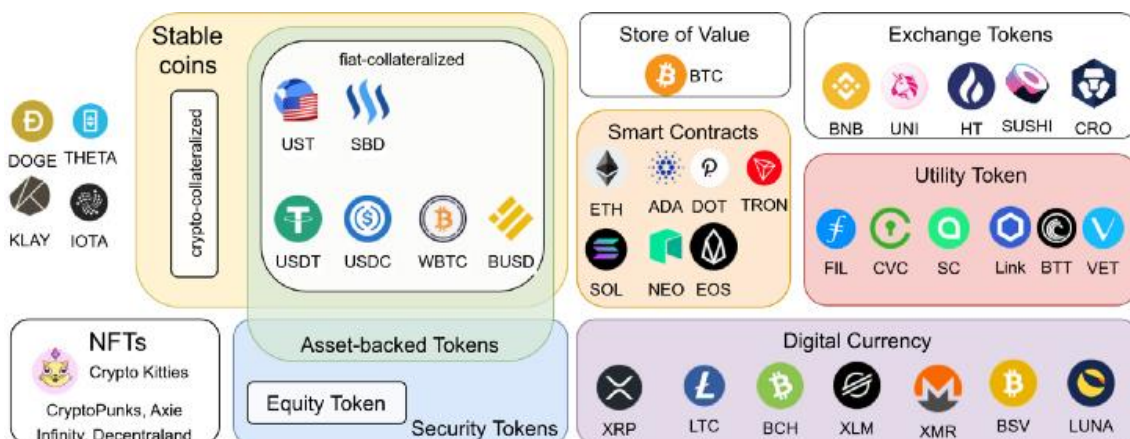 Stable
coins
fiat-collateralized
crypto-collateralized
UST SBD
USDT USDC WBTC BUSD
DOGE THETA
KLAY IOTA
Store of Value
BTC
Exchange Tokens
BNB UNI HT SUSHI CRO
Smart Contracts
ETH ADA DOT TRON
SOL NEO EOS
Utility Token
FIL CVC SC Link BTT VET
NFTs
Crypto Kitties
CryptoPunks, Axie
Infinity, Decentraland
Asset-backed Tokens
Equity Token
Security Tokens
Digital Currency
XRP LTC BCH XLM XMR BSV LUNA